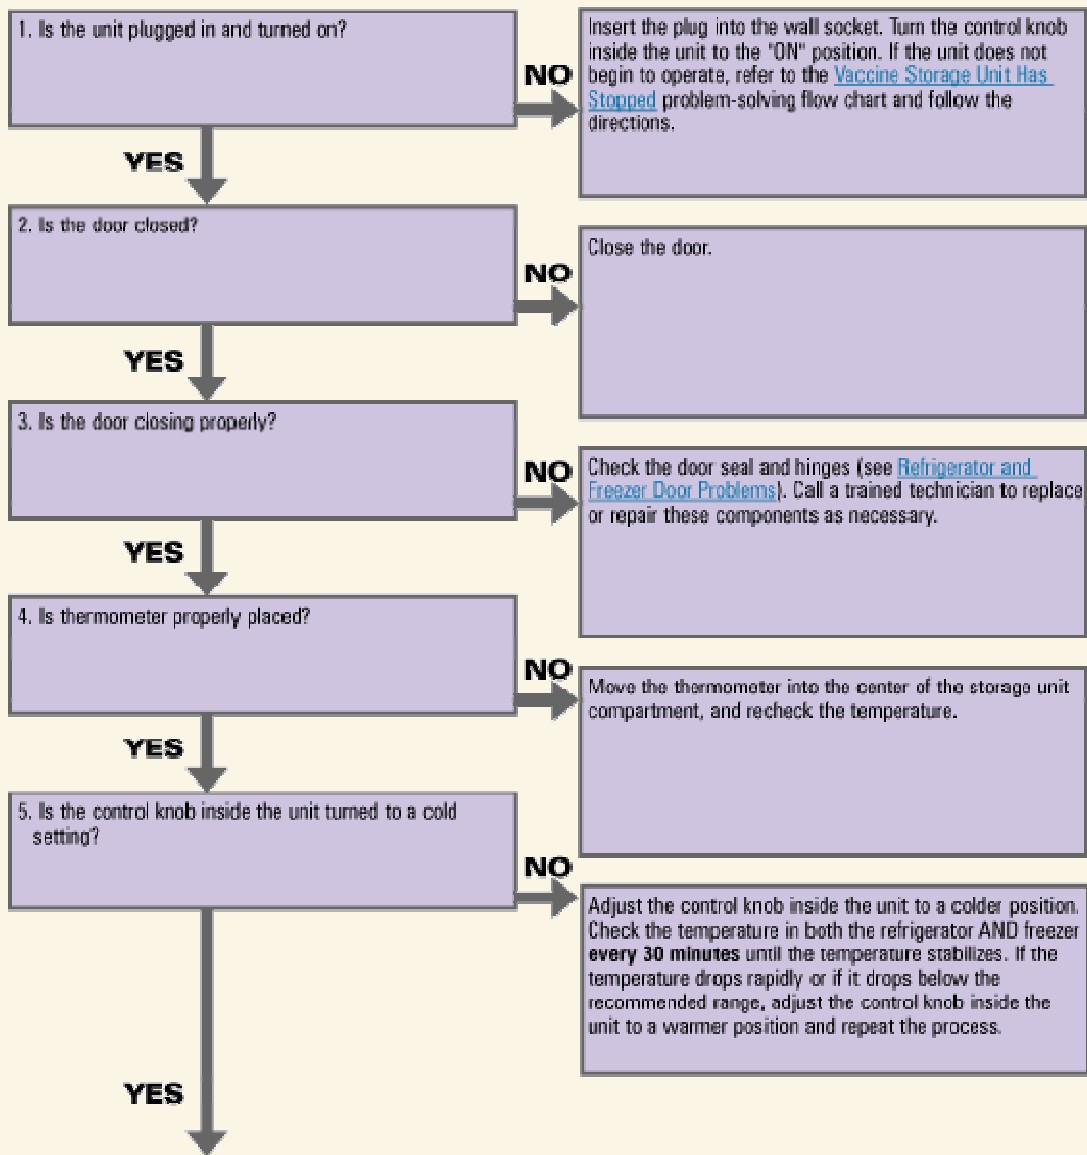 1. Is the unit plugged in and turned on?
NO
Insert the plug into the wall socket. Turn the control knob
inside the unit to the "ON" position. If the unit does not
begin to operate, refer to the Vaccine Storage Unit Has
Stopped problem-solving flow chart and follow the
directions.
YES
2. Is the door closed?
NO
Close the door.
YES
3. Is the door closing properly?
NO
Check the door seal and hinges (see Refrigerator and
Freezer Door Problems). Call a trained technician to replace
or repair these components as necessary.
YES
4. Is thermometer properly placed?
NO
Move the thermometer into the center of the storage unit
compartment, and recheck the temperature.
YES
5. Is the control knob inside the unit turned to a cold
setting?
NO
Adjust the control knob inside the unit to a colder position.
Check the temperature in both the refrigerator AND freezer
every 30 minutes until the temperature stabilizes. If the
temperature drops rapidly or if it drops below the
recommended range, adjust the control knob inside the
unit to a warmer position and repeat the process.
YES